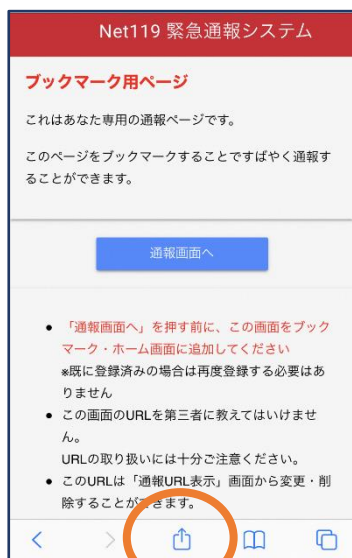 Net119 緊急通報システム
ブックマーク用ページ
これはあなた専用の通報ページです。
このページをブックマークすることですばやく通報す
ることができます。
通報画面へ
● 「通報画面へ」を押す前に、この画面をブック
マーク・ホーム画面に追加してください
※既に登録済みの場合は再度登録する必要はあ
りません
● この画面のURLを第三者に教えてはいけませ
ん。
URLの取り扱いには十分ご注意ください。
● このURLは「通報URL表示」画面から変更・削
除することができます。